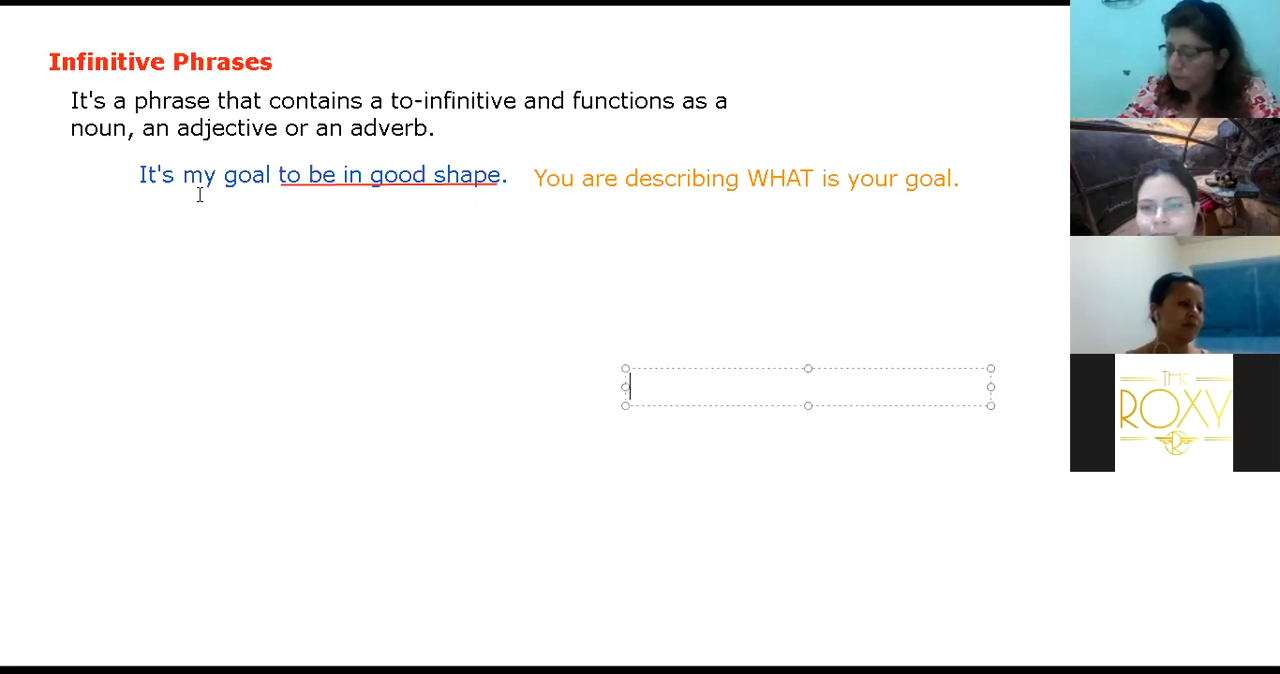 Infinitive Phrases
It's a phrase that contains a to-infinitive and functions as a
noun, an adjective or an adverb.
It's my goal to be in good shape. You are describing WHAT is your goal.
THE
ROXY
R